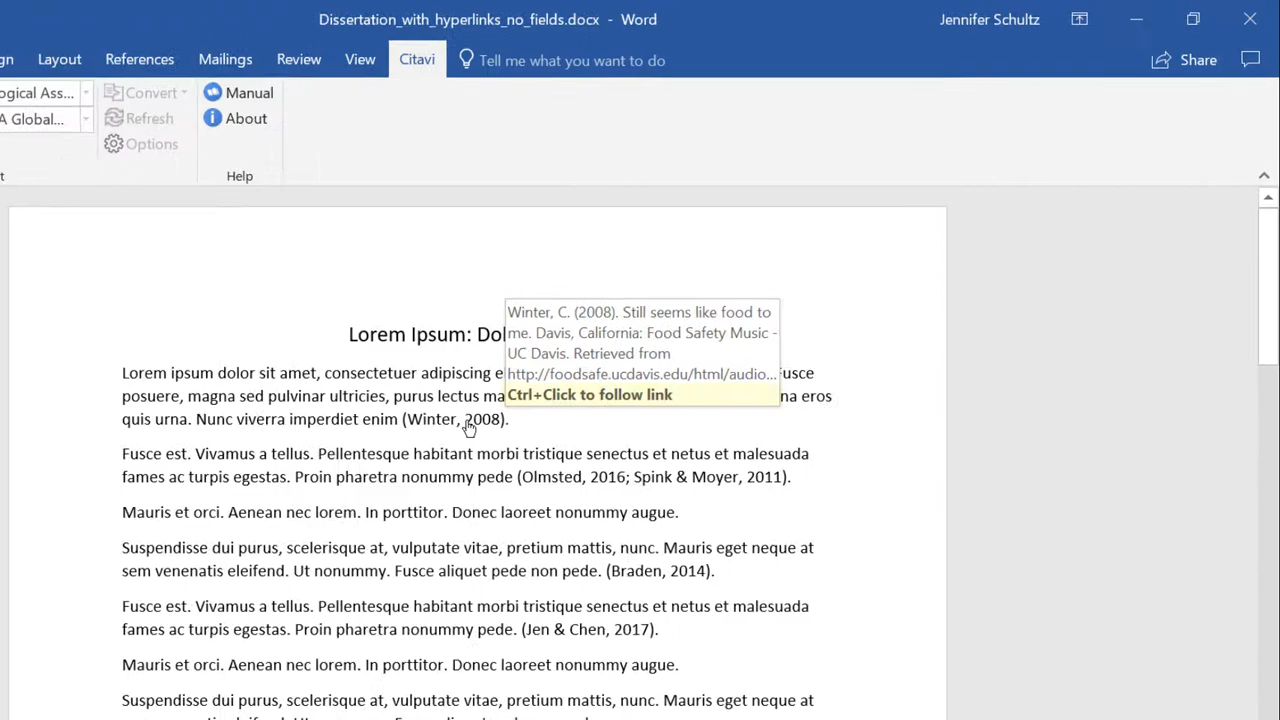 Dissertation_with_hyperlinks_no_fields.docx - Word
Jennifer Schultz
gn Layout References Mailings Review View Citavi Tell me what you want to do Share
ogical Ass... Convert Manual
A Global... Refresh About
Options
t Help
Lorem Ipsum: Dol
Winter, C. (2008). Still seems like food to
me. Davis, California: Food Safety Music -
UC Davis. Retrieved from
http://foodsafe.ucdavis.edu/html/audio...
Ctrl+Click to follow link
Lorem ipsum dolor sit amet, consectetuer adipiscing e Fusce
posuere, magna sed pulvinar ultricies, purus lectus ma na eros
quis urna. Nunc viverra imperdiet enim (Winter, 2008).
Fusce est. Vivamus a tellus. Pellentesque habitant morbi tristique senectus et netus et malesuada
fames ac turpis egestas. Proin pharetra nonummy pede (Olmsted, 2016; Spink & Moyer, 2011).
Mauris et orci. Aenean nec lorem. In porttitor. Donec laoreet nonummy augue.
Suspendisse dui purus, scelerisque at, vulputate vitae, pretium mattis, nunc. Mauris eget neque at
sem venenatis eleifend. Ut nonummy. Fusce aliquet pede non pede. (Braden, 2014).
Fusce est. Vivamus a tellus. Pellentesque habitant morbi tristique senectus et netus et malesuada
fames ac turpis egestas. Proin pharetra nonummy pede. (Jen & Chen, 2017).
Mauris et orci. Aenean nec lorem. In porttitor. Donec laoreet nonummy augue.
Suspendisse dui purus, scelerisque at, vulputate vitae, pretium mattis, nunc. Mauris eget neque at